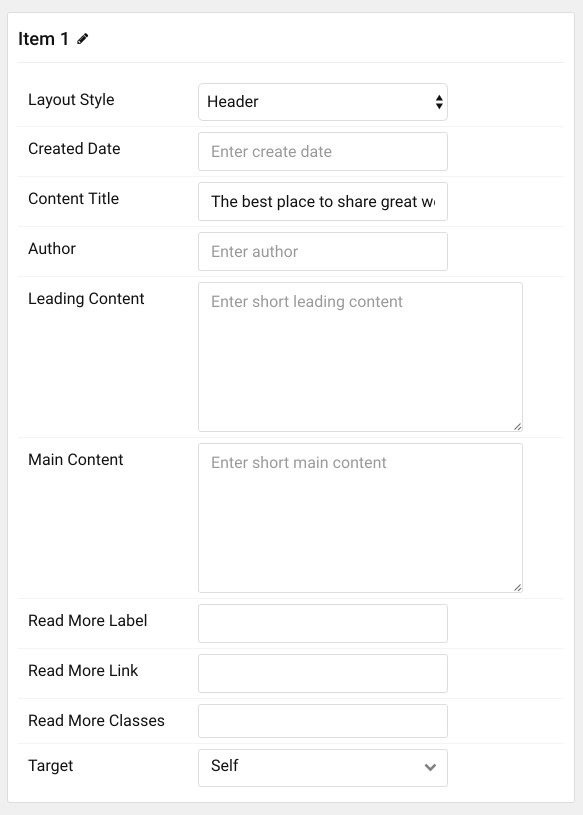 Item 1
Layout Style Header
Created Date Enter create date
Content Title The best place to share great
Author Enter author
Leading Content Enter short leading content
Main Content Enter short main content
Read More Label
Read More Link
Read More Classes
Target Self